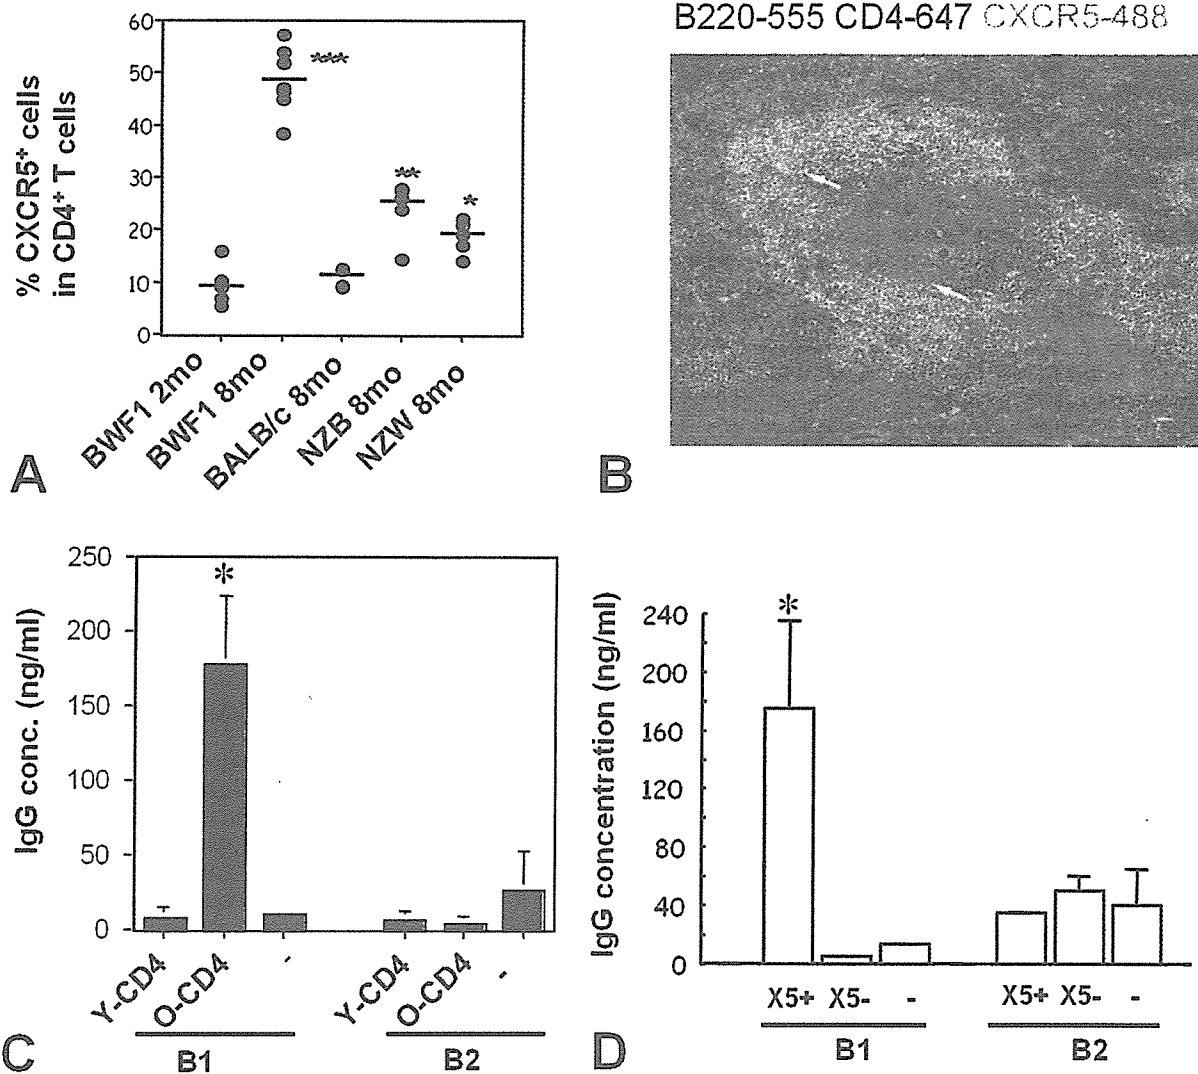 60
50
40
30
20
10
0
% CXCR5+ cells
in CD4+ T cells
***
**
*
BWF1 2mo
BWF1 8mo
BALB/c 8mo
NZB 8mo
NZW 8mo
A
B220-555 CD4-647 CXCR5-488
B
250
200
150
100
50
0
IgG conc. (ng/ml)
*
Y-CD4
O-CD4
-
Y-CD4
O-CD4
-
B1
B2
C
240
200
160
120
80
40
0
IgG concentration (ng/ml)
*
X5+ X5- -
X5+ X5- -
B1
B2
D